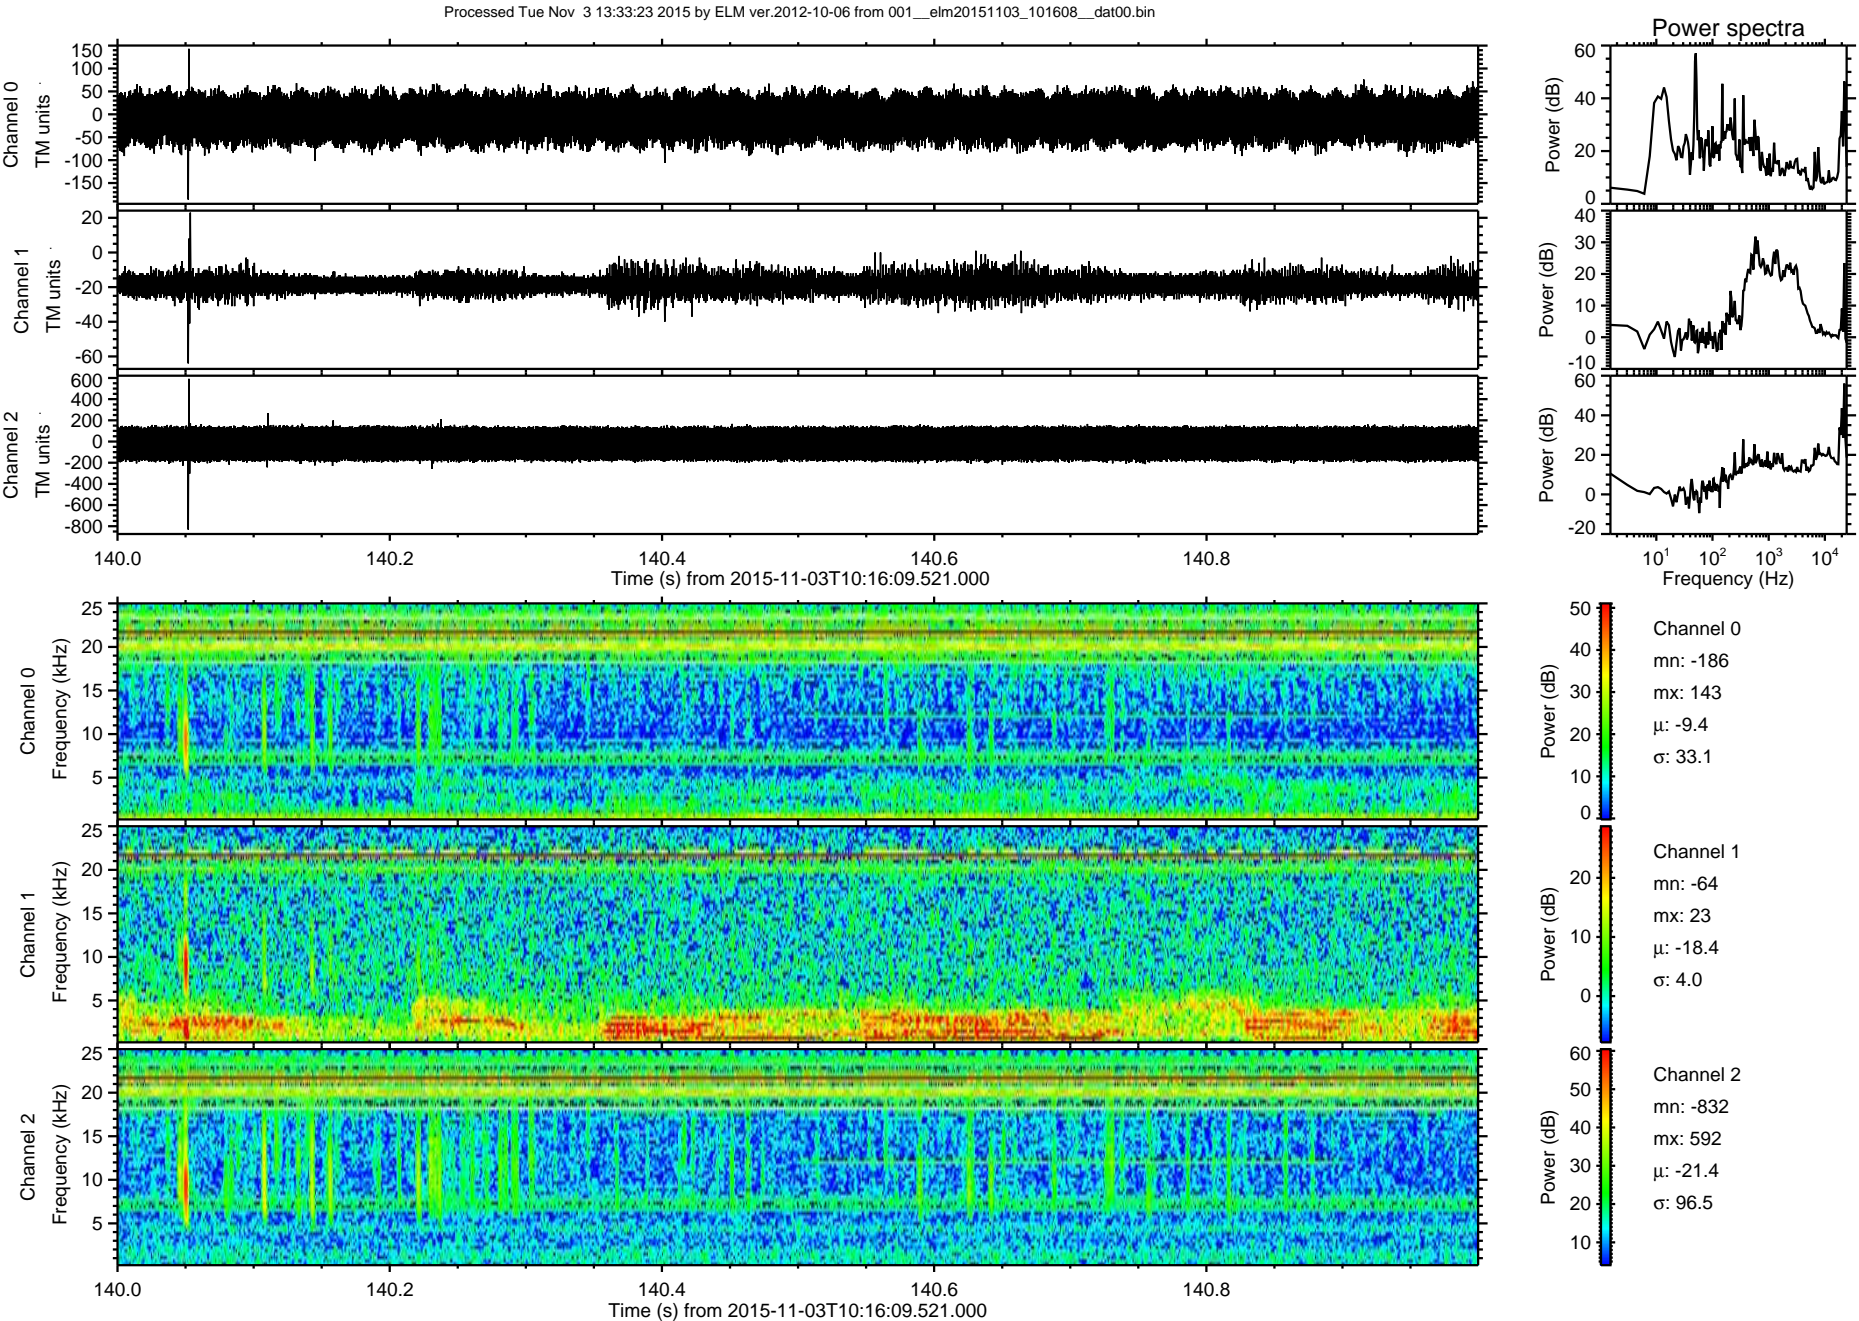 Processed Tue Nov  3 13:33:23 2015 by ELM ver.2012-10-06 from 001__elm20151103_101608__dat00.bin
Power spectra
Channel 0
TM units
150
100
50
0
-50
-100
-150
Power (dB)
60
40
20
0
Channel 1
TM units
20
0
-20
-40
-60
Power (dB)
40
30
20
10
0
-10
Channel 2
TM units
600
400
200
0
-200
-400
-600
-800
Power (dB)
60
40
20
0
-20
140.0 140.2 140.4 140.6 140.8
Time (s) from 2015-11-03T10:16:09.521.000
10^1 10^2 10^3 10^4
Frequency (Hz)
Channel 0
Frequency (kHz)
25
20
15
10
5
Power (dB)
50
40
30
20
10
0
Channel 0
mn: -186
mx: 143
μ: -9.4
σ: 33.1
Channel 1
Frequency (kHz)
25
20
15
10
5
Power (dB)
20
10
0
Channel 1
mn: -64
mx: 23
μ: -18.4
σ: 4.0
Channel 2
Frequency (kHz)
25
20
15
10
5
Power (dB)
60
50
40
30
20
10
Channel 2
mn: -832
mx: 592
μ: -21.4
σ: 96.5
140.0 140.2 140.4 140.6 140.8
Time (s) from 2015-11-03T10:16:09.521.000